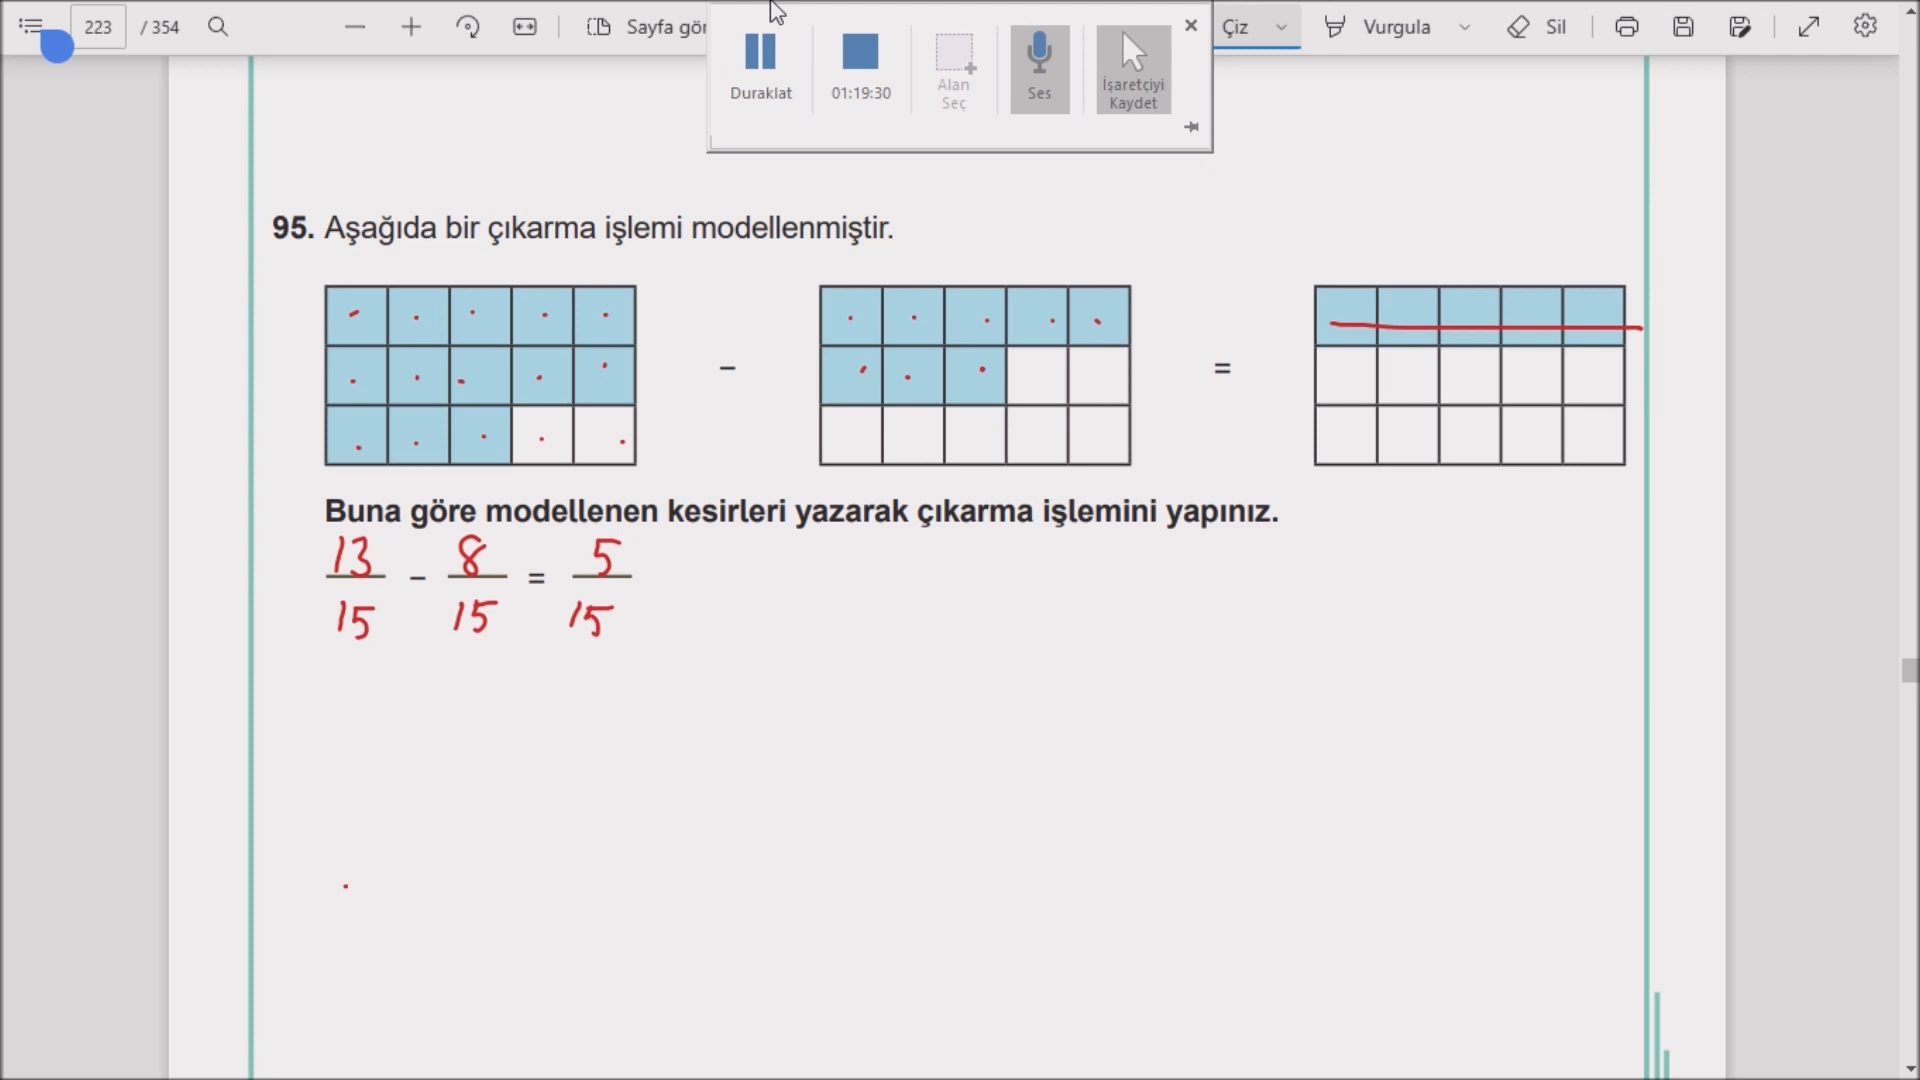 223 / 354 Sayfa gör Çiz Vurgula Sil
Duraklat 01:19:30 Alan Seç Ses İşaretçiyi Kaydet
95. Aşağıda bir çıkarma işlemi modellenmiştir.
– =
Buna göre modellenen kesirleri yazarak çıkarma işlemini yapınız.
13 – 8 = 5
15 15 15